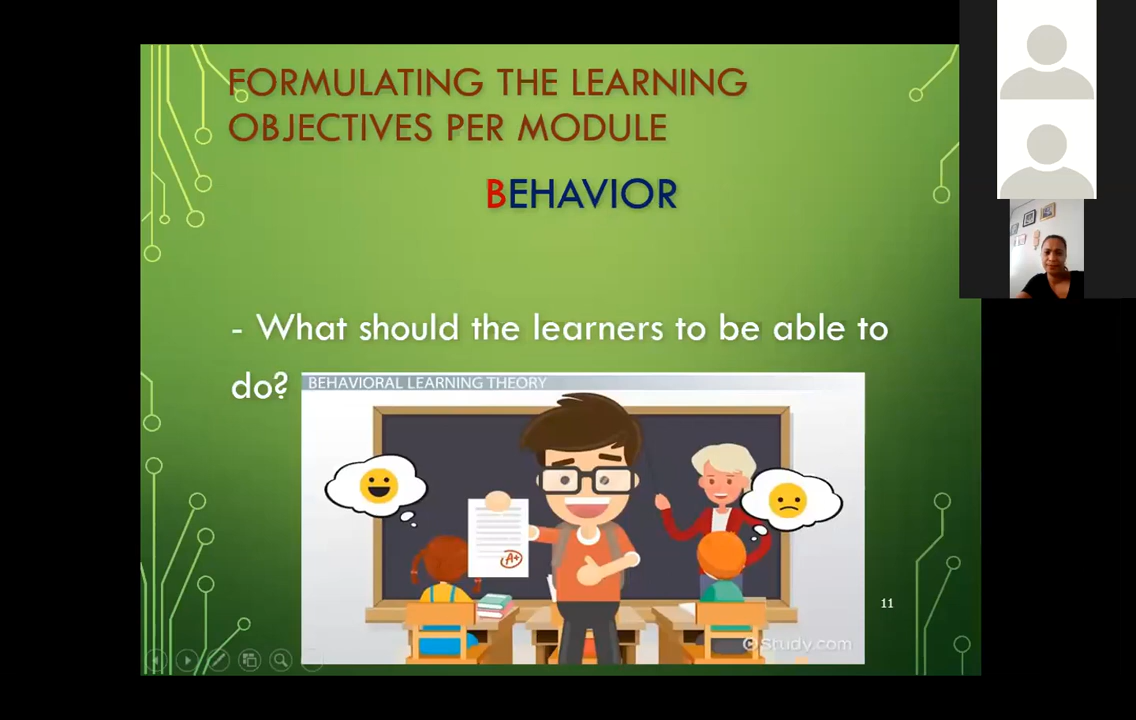 FORMULATING THE LEARNING
OBJECTIVES PER MODULE
BEHAVIOR
- What should the learners to be able to
do?
BEHAVIORAL LEARNING THEORY
A+
Study.com
11